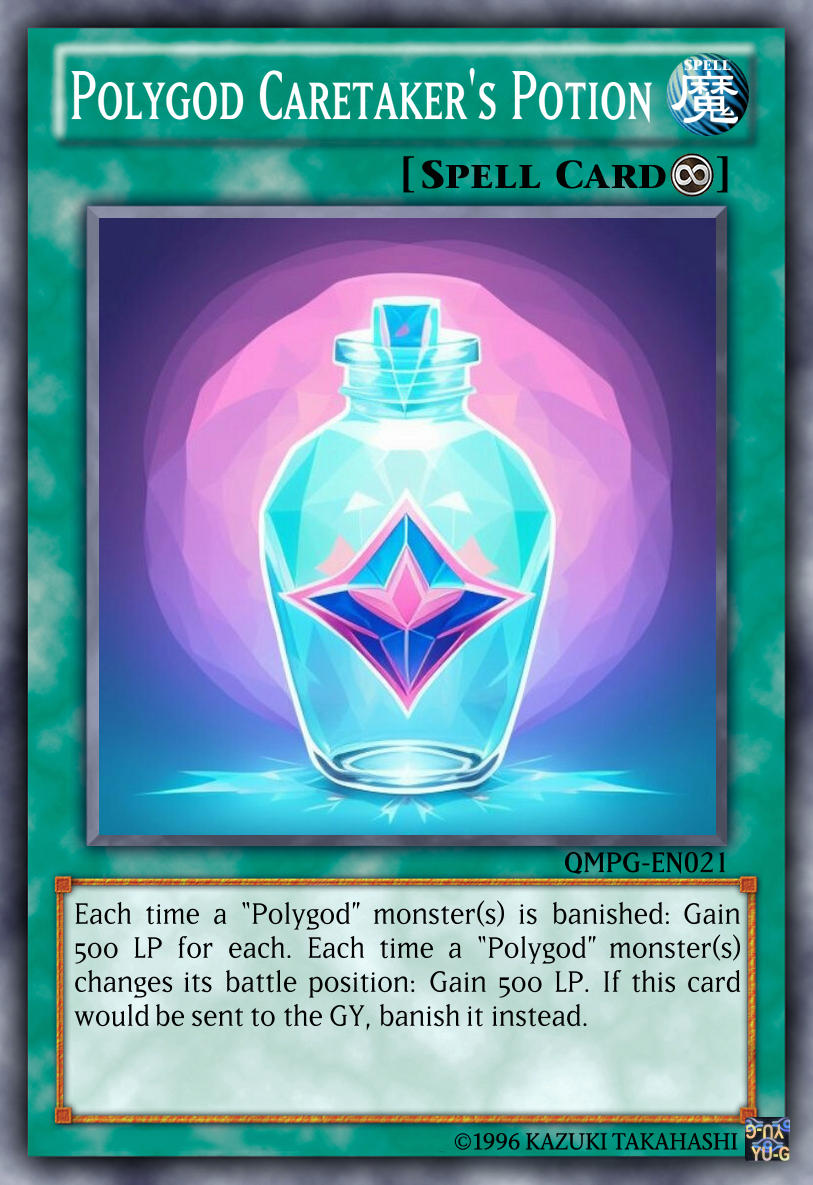 Polygod Caretaker's Potion
SPELL
魔
[Spell Card∞]
QMPG-EN021
Each time a "Polygod" monster(s) is banished: Gain
500 LP for each. Each time a "Polygod" monster(s)
changes its battle position: Gain 500 LP. If this card
would be sent to the GY, banish it instead.
©1996 KAZUKI TAKAHASHI
YU-G
YU-G